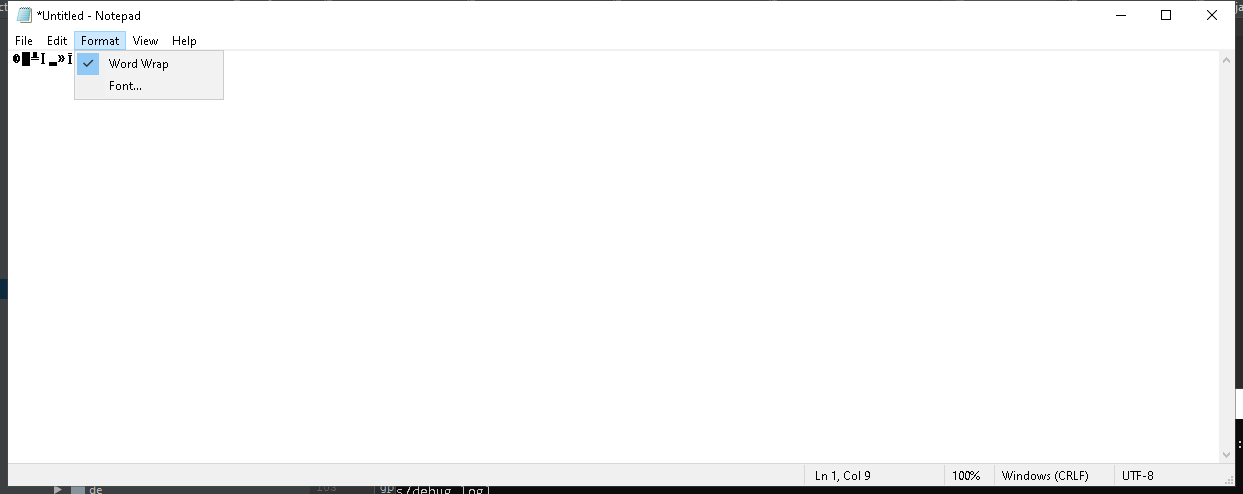 *Untitled - Notepad
File Edit Format View Help
Word Wrap
Font...
Ln 1, Col 9 100% Windows (CRLF) UTF-8
de